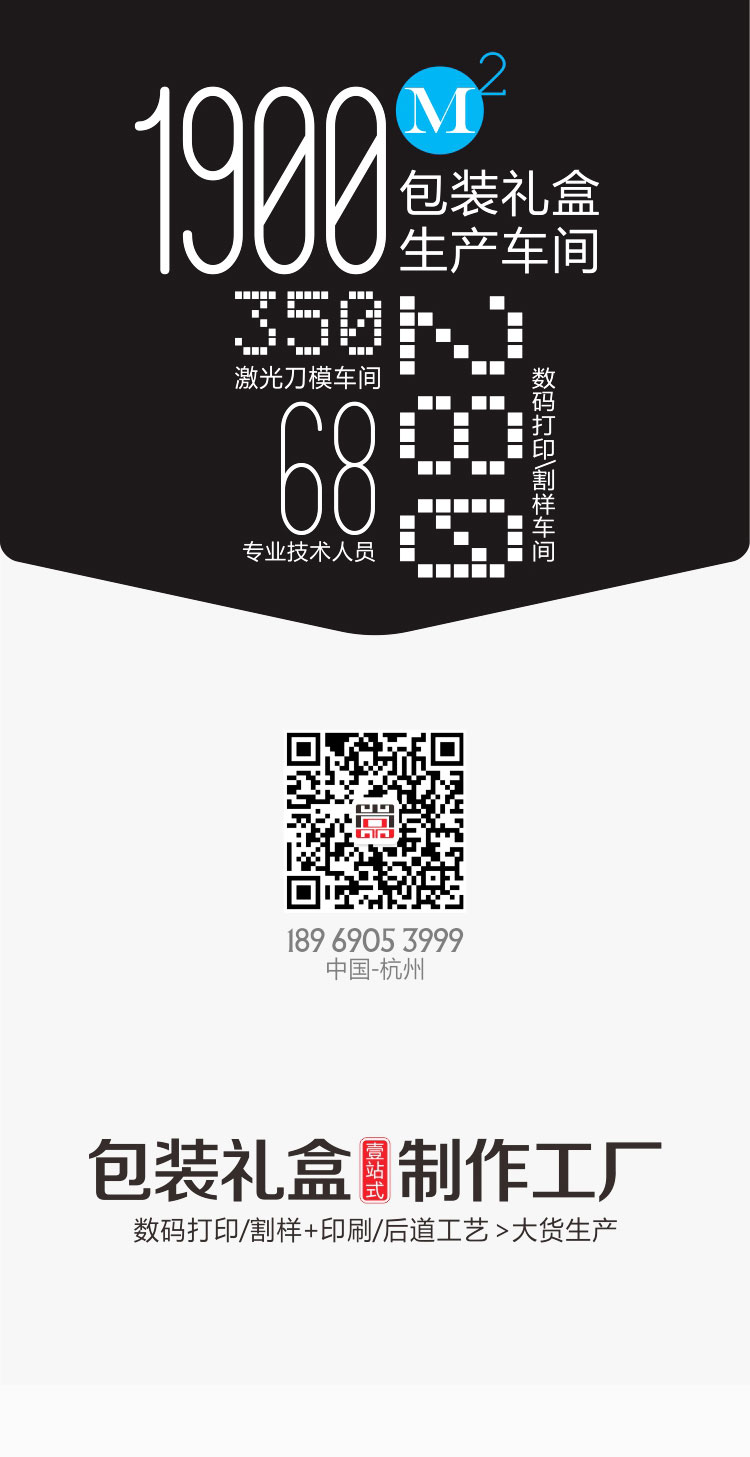 1900 M²
包装礼盒
生产车间
350
激光刀模车间
68
专业技术人员
280
数码打印/割样车间
189 6905 3999
中国-杭州
包装礼盒壹站式制作工厂
数码打印/割样+印刷/后道工艺>大货生产